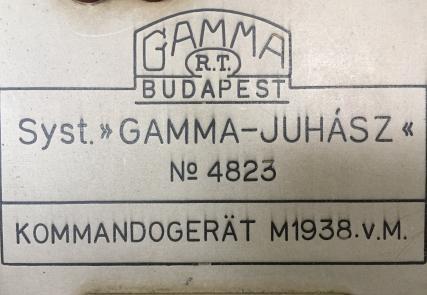 GAMMA
R.T.
BUDAPEST
Syst.»GAMMA–JUHÁSZ«
№ 4823
KOMMANDOGERÄT M1938.v.M.